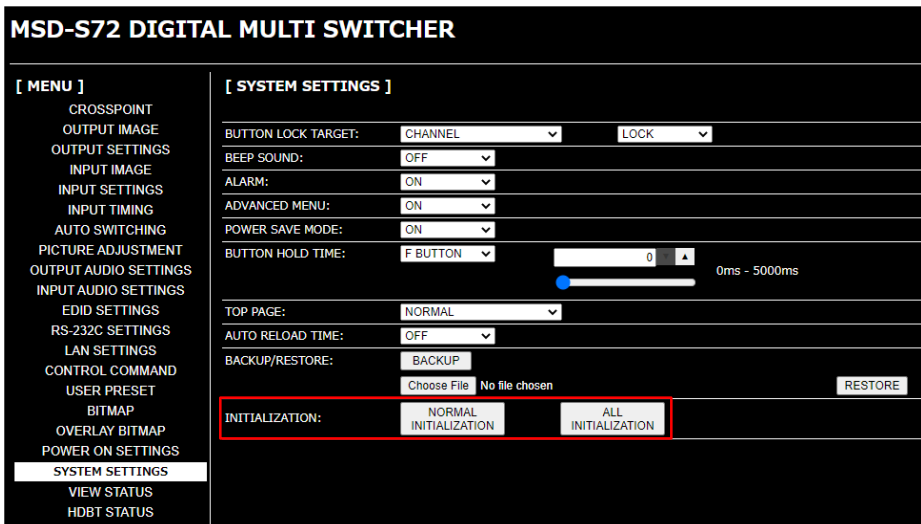 MSD-S72 DIGITAL MULTI SWITCHER
[ MENU ]
CROSSPOINT
OUTPUT IMAGE
OUTPUT SETTINGS
INPUT IMAGE
INPUT SETTINGS
INPUT TIMING
AUTO SWITCHING
PICTURE ADJUSTMENT
OUTPUT AUDIO SETTINGS
INPUT AUDIO SETTINGS
EDID SETTINGS
RS-232C SETTINGS
LAN SETTINGS
CONTROL COMMAND
USER PRESET
BITMAP
OVERLAY BITMAP
POWER ON SETTINGS
SYSTEM SETTINGS
VIEW STATUS
HDBT STATUS
[ SYSTEM SETTINGS ]
BUTTON LOCK TARGET: CHANNEL LOCK
BEEP SOUND: OFF
ALARM: ON
ADVANCED MENU: ON
POWER SAVE MODE: ON
BUTTON HOLD TIME: F BUTTON 0
0ms - 5000ms
TOP PAGE: NORMAL
AUTO RELOAD TIME: OFF
BACKUP/RESTORE: BACKUP
Choose File No file chosen RESTORE
INITIALIZATION: NORMAL INITIALIZATION ALL INITIALIZATION